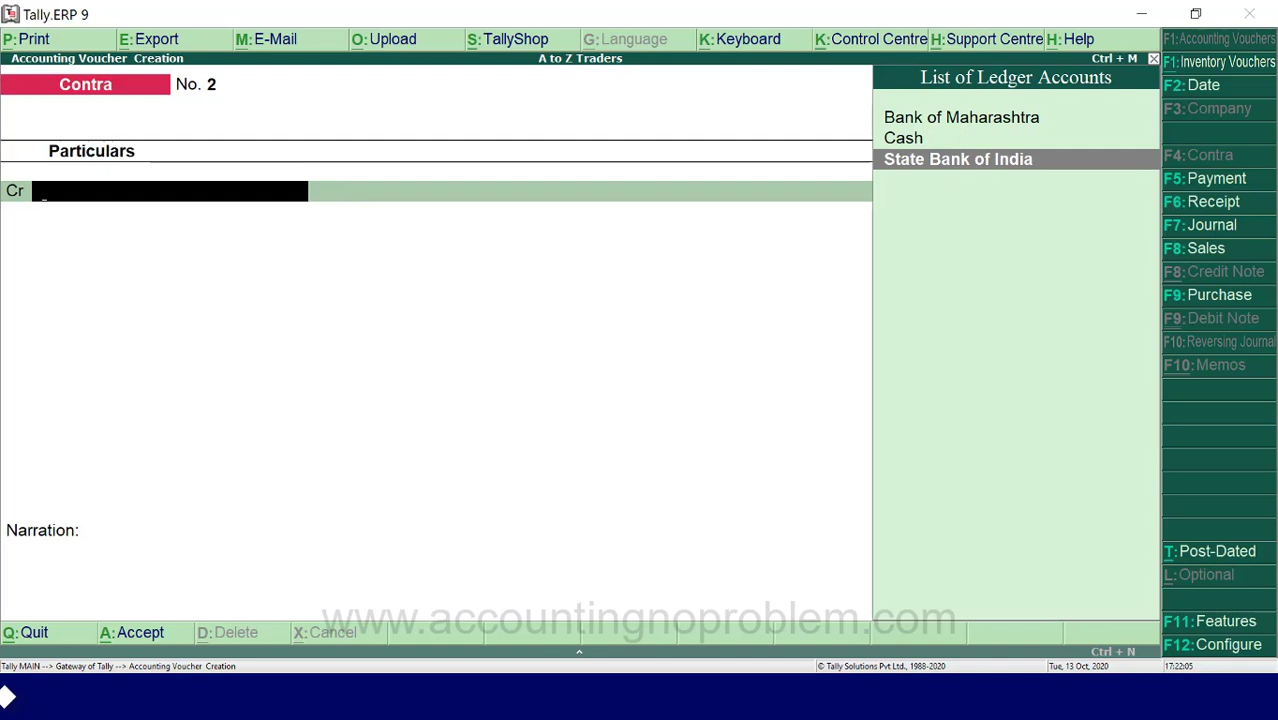 Tally.ERP 9
P: Print E: Export M: E-Mail O: Upload S: TallyShop G: Language K: Keyboard K: Control Centre H: Support Centre H: Help
Accounting Voucher Creation A to Z Traders Ctrl + M
Contra No. 2
Particulars
Cr
Narration:
List of Ledger Accounts
Bank of Maharashtra
Cash
State Bank of India
F1: Accounting Vouchers
F1: Inventory Vouchers
F2: Date
F3: Company
F4: Contra
F5: Payment
F6: Receipt
F7: Journal
F8: Sales
F8: Credit Note
F9: Purchase
F9: Debit Note
F10: Reversing Journal
F10: Memos
T: Post-Dated
L: Optional
F11: Features
F12: Configure
www.accountingnoproblem.com
Q: Quit A: Accept D: Delete X: Cancel
Ctrl + N
Tally MAIN --> Gateway of Tally --> Accounting Voucher Creation © Tally Solutions Pvt Ltd., 1988-2020 Tue, 13 Oct, 2020 17:22:05